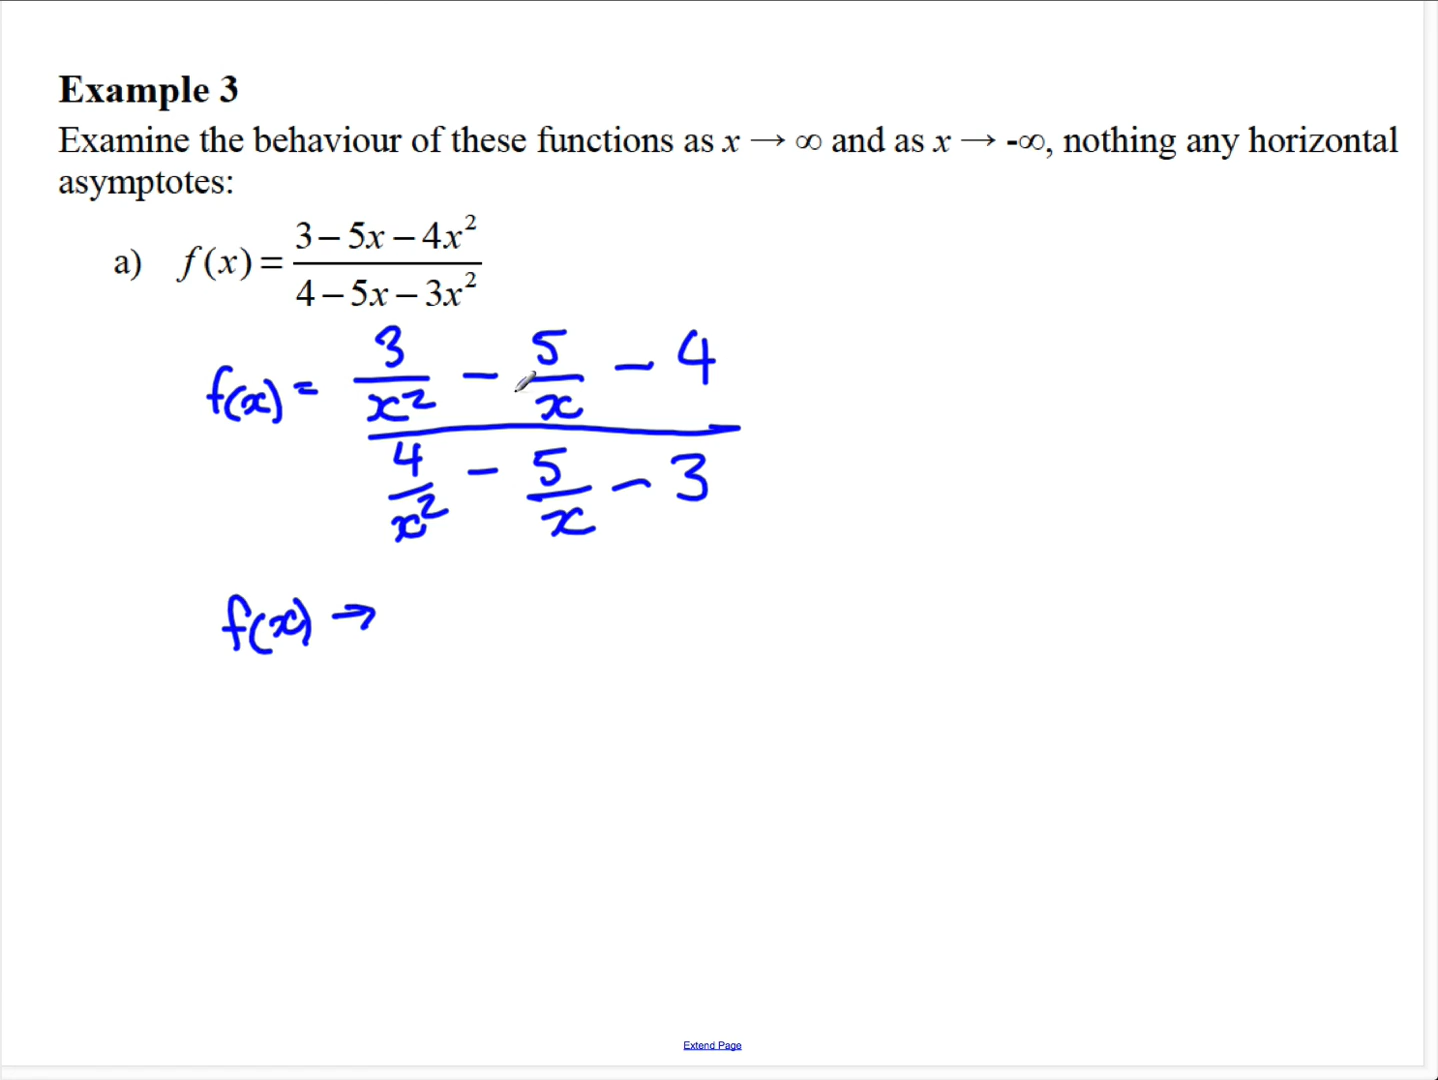 Example 3
Examine the behaviour of these functions as x → ∞ and as x → -∞, nothing any horizontal
asymptotes:
a) f(x) = (3 − 5x − 4x²) / (4 − 5x − 3x²)
f(x) = (3/x² − 5/x − 4) / (4/x² − 5/x − 3)
f(x) →
Extend Page